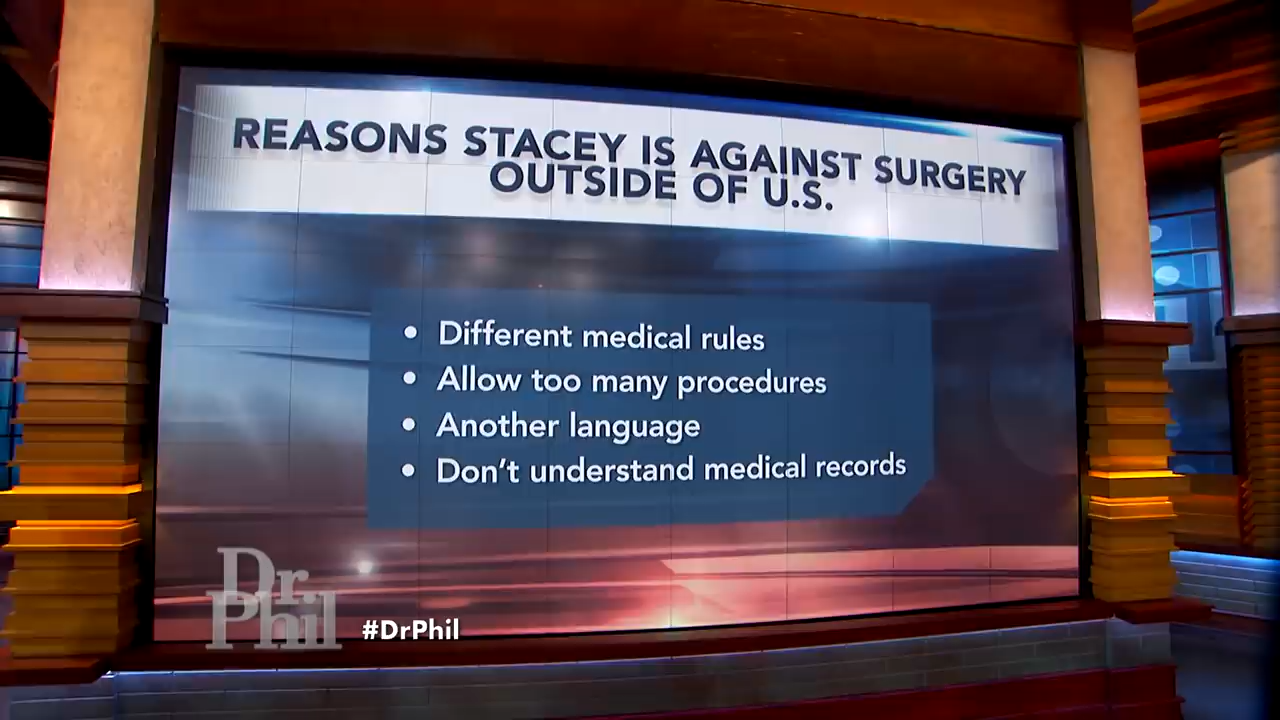 REASONS STACEY IS AGAINST SURGERY
OUTSIDE OF U.S.
• Different medical rules
• Allow too many procedures
• Another language
• Don't understand medical records
Dr.
Phil
#DrPhil